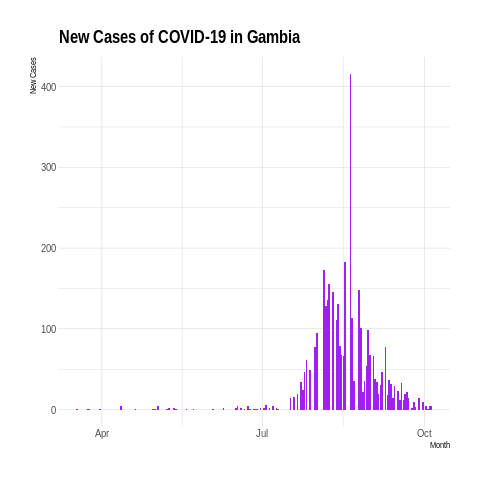 New Cases of COVID-19 in Gambia
New Cases
400
300
200
100
0
Apr
Jul
Oct
Month